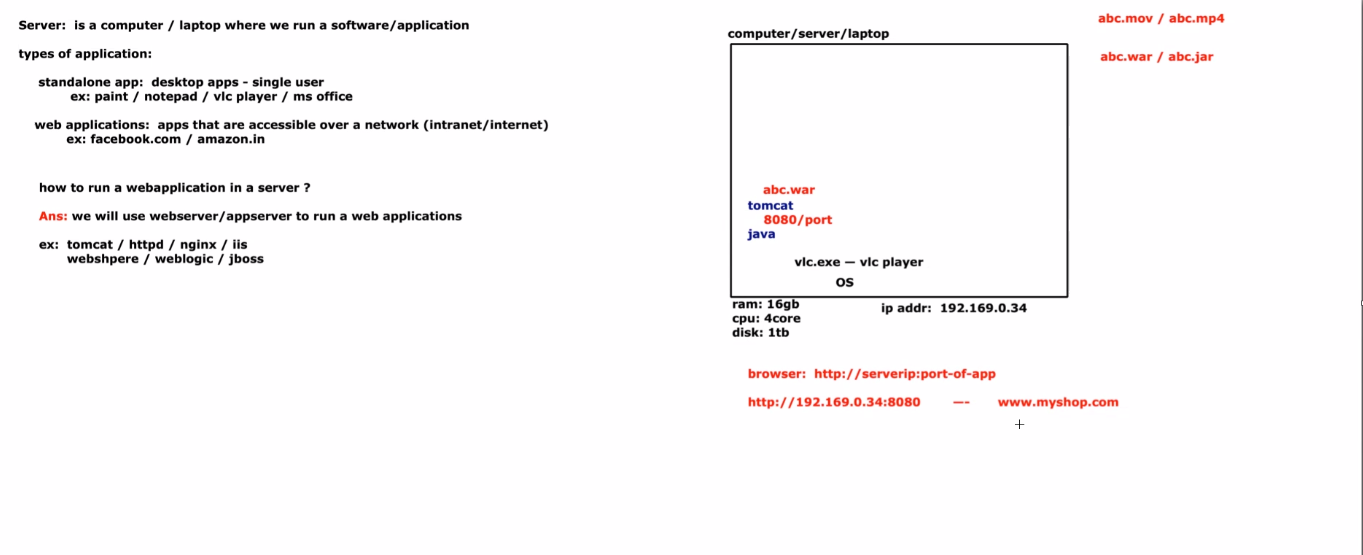 Server:  is a computer / laptop where we run a software/application
types of application:
standalone app:  desktop apps - single user
ex: paint / notepad / vlc player / ms office
web applications:  apps that are accessible over a network (intranet/internet)
ex: facebook.com / amazon.in
how to run a webapplication in a server ?
Ans: we will use webserver/appserver to run a web applications
ex:  tomcat / httpd / nginx / iis
webshpere / weblogic / jboss
abc.mov / abc.mp4
computer/server/laptop
abc.war / abc.jar
abc.war
tomcat
8080/port
java
vlc.exe — vlc player
OS
ram: 16gb
cpu: 4core
disk: 1tb
ip addr:  192.169.0.34
browser:  http://serverip:port-of-app
http://192.169.0.34:8080 —- www.myshop.com